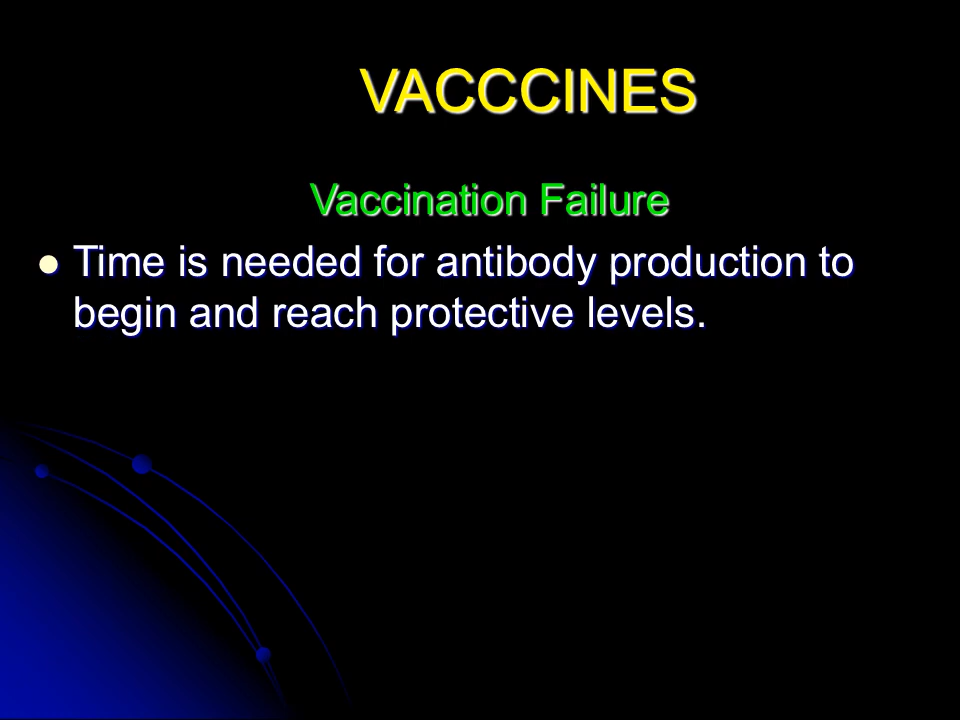 VACCCINES
Vaccination Failure
Time is needed for antibody production to
begin and reach protective levels.